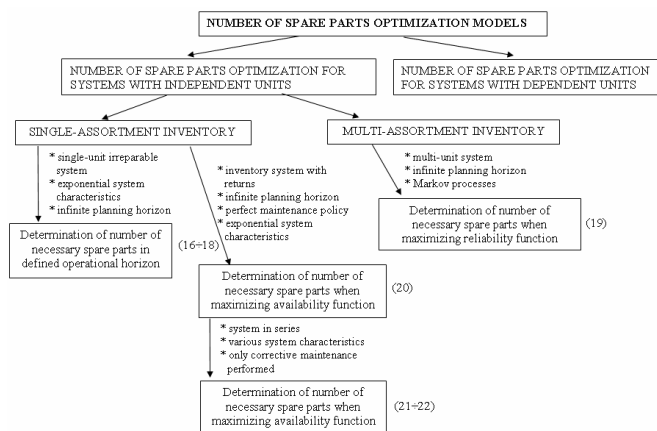 NUMBER OF SPARE PARTS OPTIMIZATION MODELS
NUMBER OF SPARE PARTS OPTIMIZATION FOR
SYSTEMS WITH INDEPENDENT UNITS
NUMBER OF SPARE PARTS OPTIMIZATION
FOR SYSTEMS WITH DEPENDENT UNITS
SINGLE-ASSORTMENT INVENTORY
MULTI-ASSORTMENT INVENTORY
* single-unit irreparable
system
* exponential system
characteristics
* infinite planning horizon
* inventory system with
returns
* infinite planning horizon
* perfect maintenance policy
* exponential system
characteristics
* multi-unit system
* infinite planning horizon
* Markov processes
Determination of number of
necessary spare parts in
defined operational horizon
(16÷18)
Determination of number of
necessary spare parts when
maximizing reliability function
(19)
Determination of number of
necessary spare parts when
maximizing availability function
(20)
* system in series
* various system characteristics
* only corrective maintenance
performed
Determination of number of
necessary spare parts when
maximizing availability function
(21÷22)